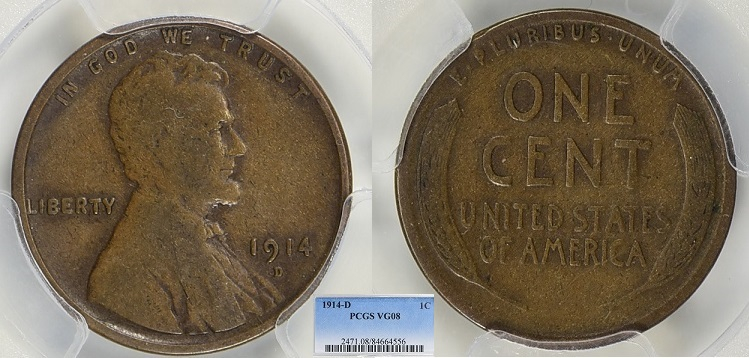 IN GOD WE · TRUST
LIBERTY
1914
D
E · PLURIBUS · UNUM
ONE
CENT
UNITED STATES
OF AMERICA
1914-D 1C
PCGS VG08
2471.08/84664556